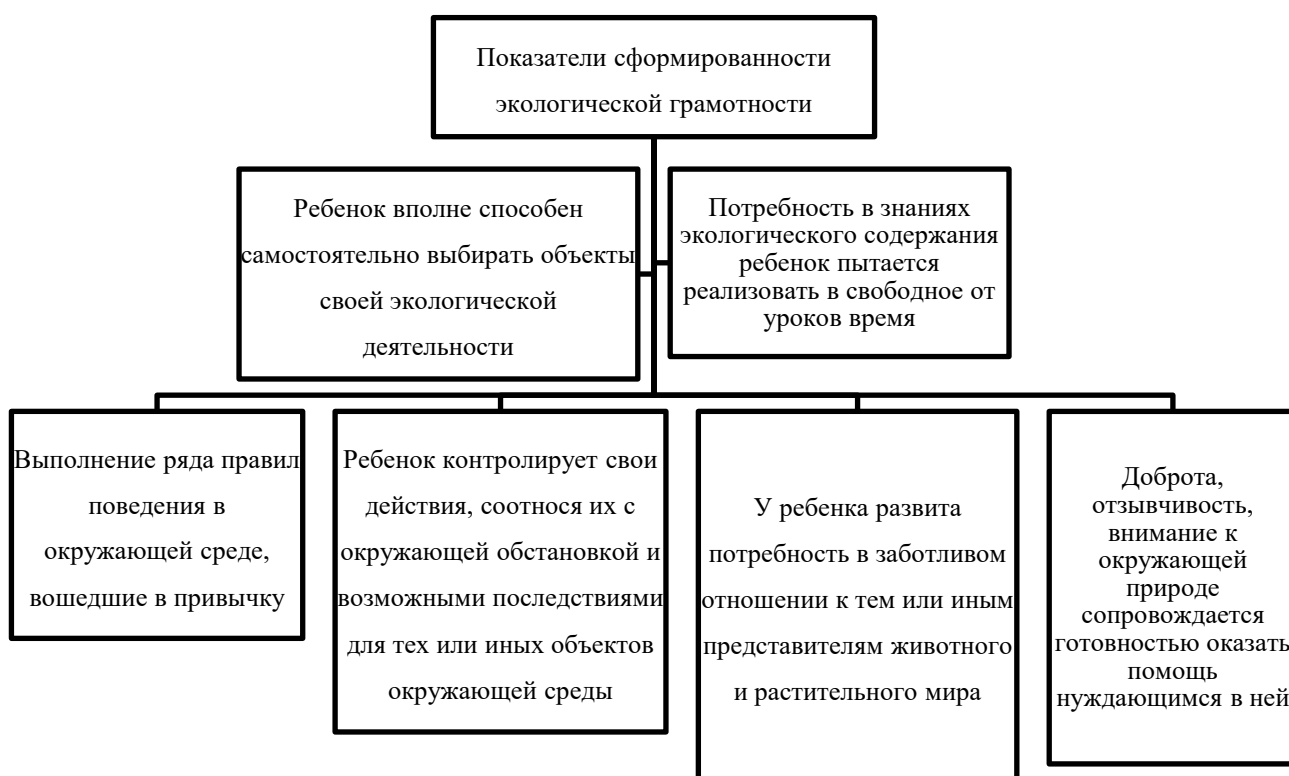 Показатели сформированности
экологической грамотности
Ребенок вполне способен
самостоятельно выбирать объекты
своей экологической
деятельности
Потребность в знаниях
экологического содержания
ребенок пытается
реализовать в свободное от
уроков время
Выполнение ряда правил
поведения в
окружающей среде,
вошедшие в привычку
Ребенок контролирует свои
действия, соотнося их с
окружающей обстановкой и
возможными последствиями
для тех или иных объектов
окружающей среды
У ребенка развита
потребность в заботливом
отношении к тем или иным
представителям животного
и растительного мира
Доброта,
отзывчивость,
внимание к
окружающей
природе
сопровождается
готовностью оказать
помощь
нуждающимся в ней